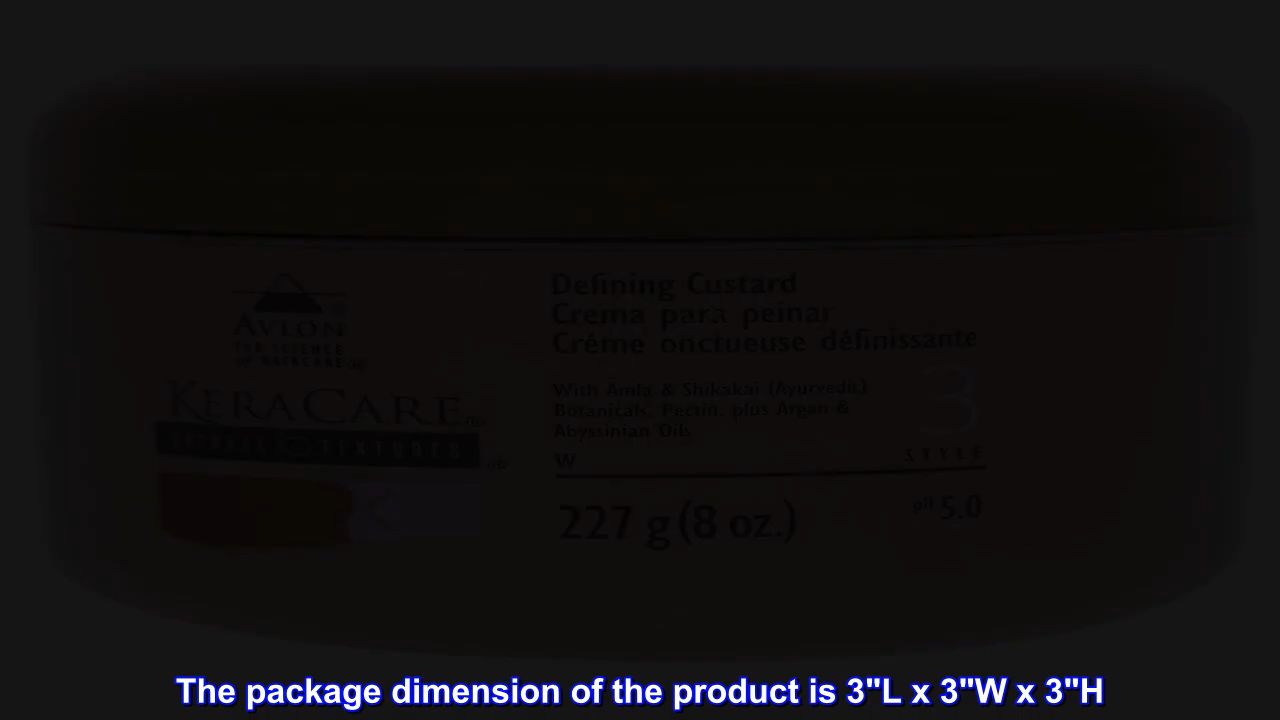 AVLON
THE SCIENCE
OF HAIRCARE®
KERACARE®
TEXTURES
Defining Custard
Crema para peinar
Crème onctueuse définissante
With Amla & Shikakai (Ayurvedic)
Botanicals, Pectin, plus Argan &
Abyssinian Oils
W
3
STYLE
227 g (8 oz.)
pH 5.0
The package dimension of the product is 3"L x 3"W x 3"H